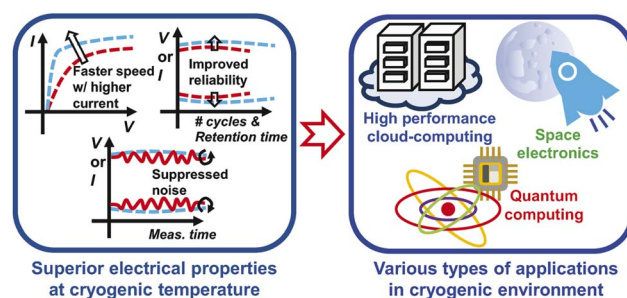 I
Faster speed
w/ higher
current
V
V
or
I
Improved
reliability
# cycles &
Retention time
V
or
I
Suppressed
noise
Meas. time
Superior electrical properties
at cryogenic temperature
High performance
cloud-computing
Space
electronics
Quantum
computing
Various types of applications
in cryogenic environment